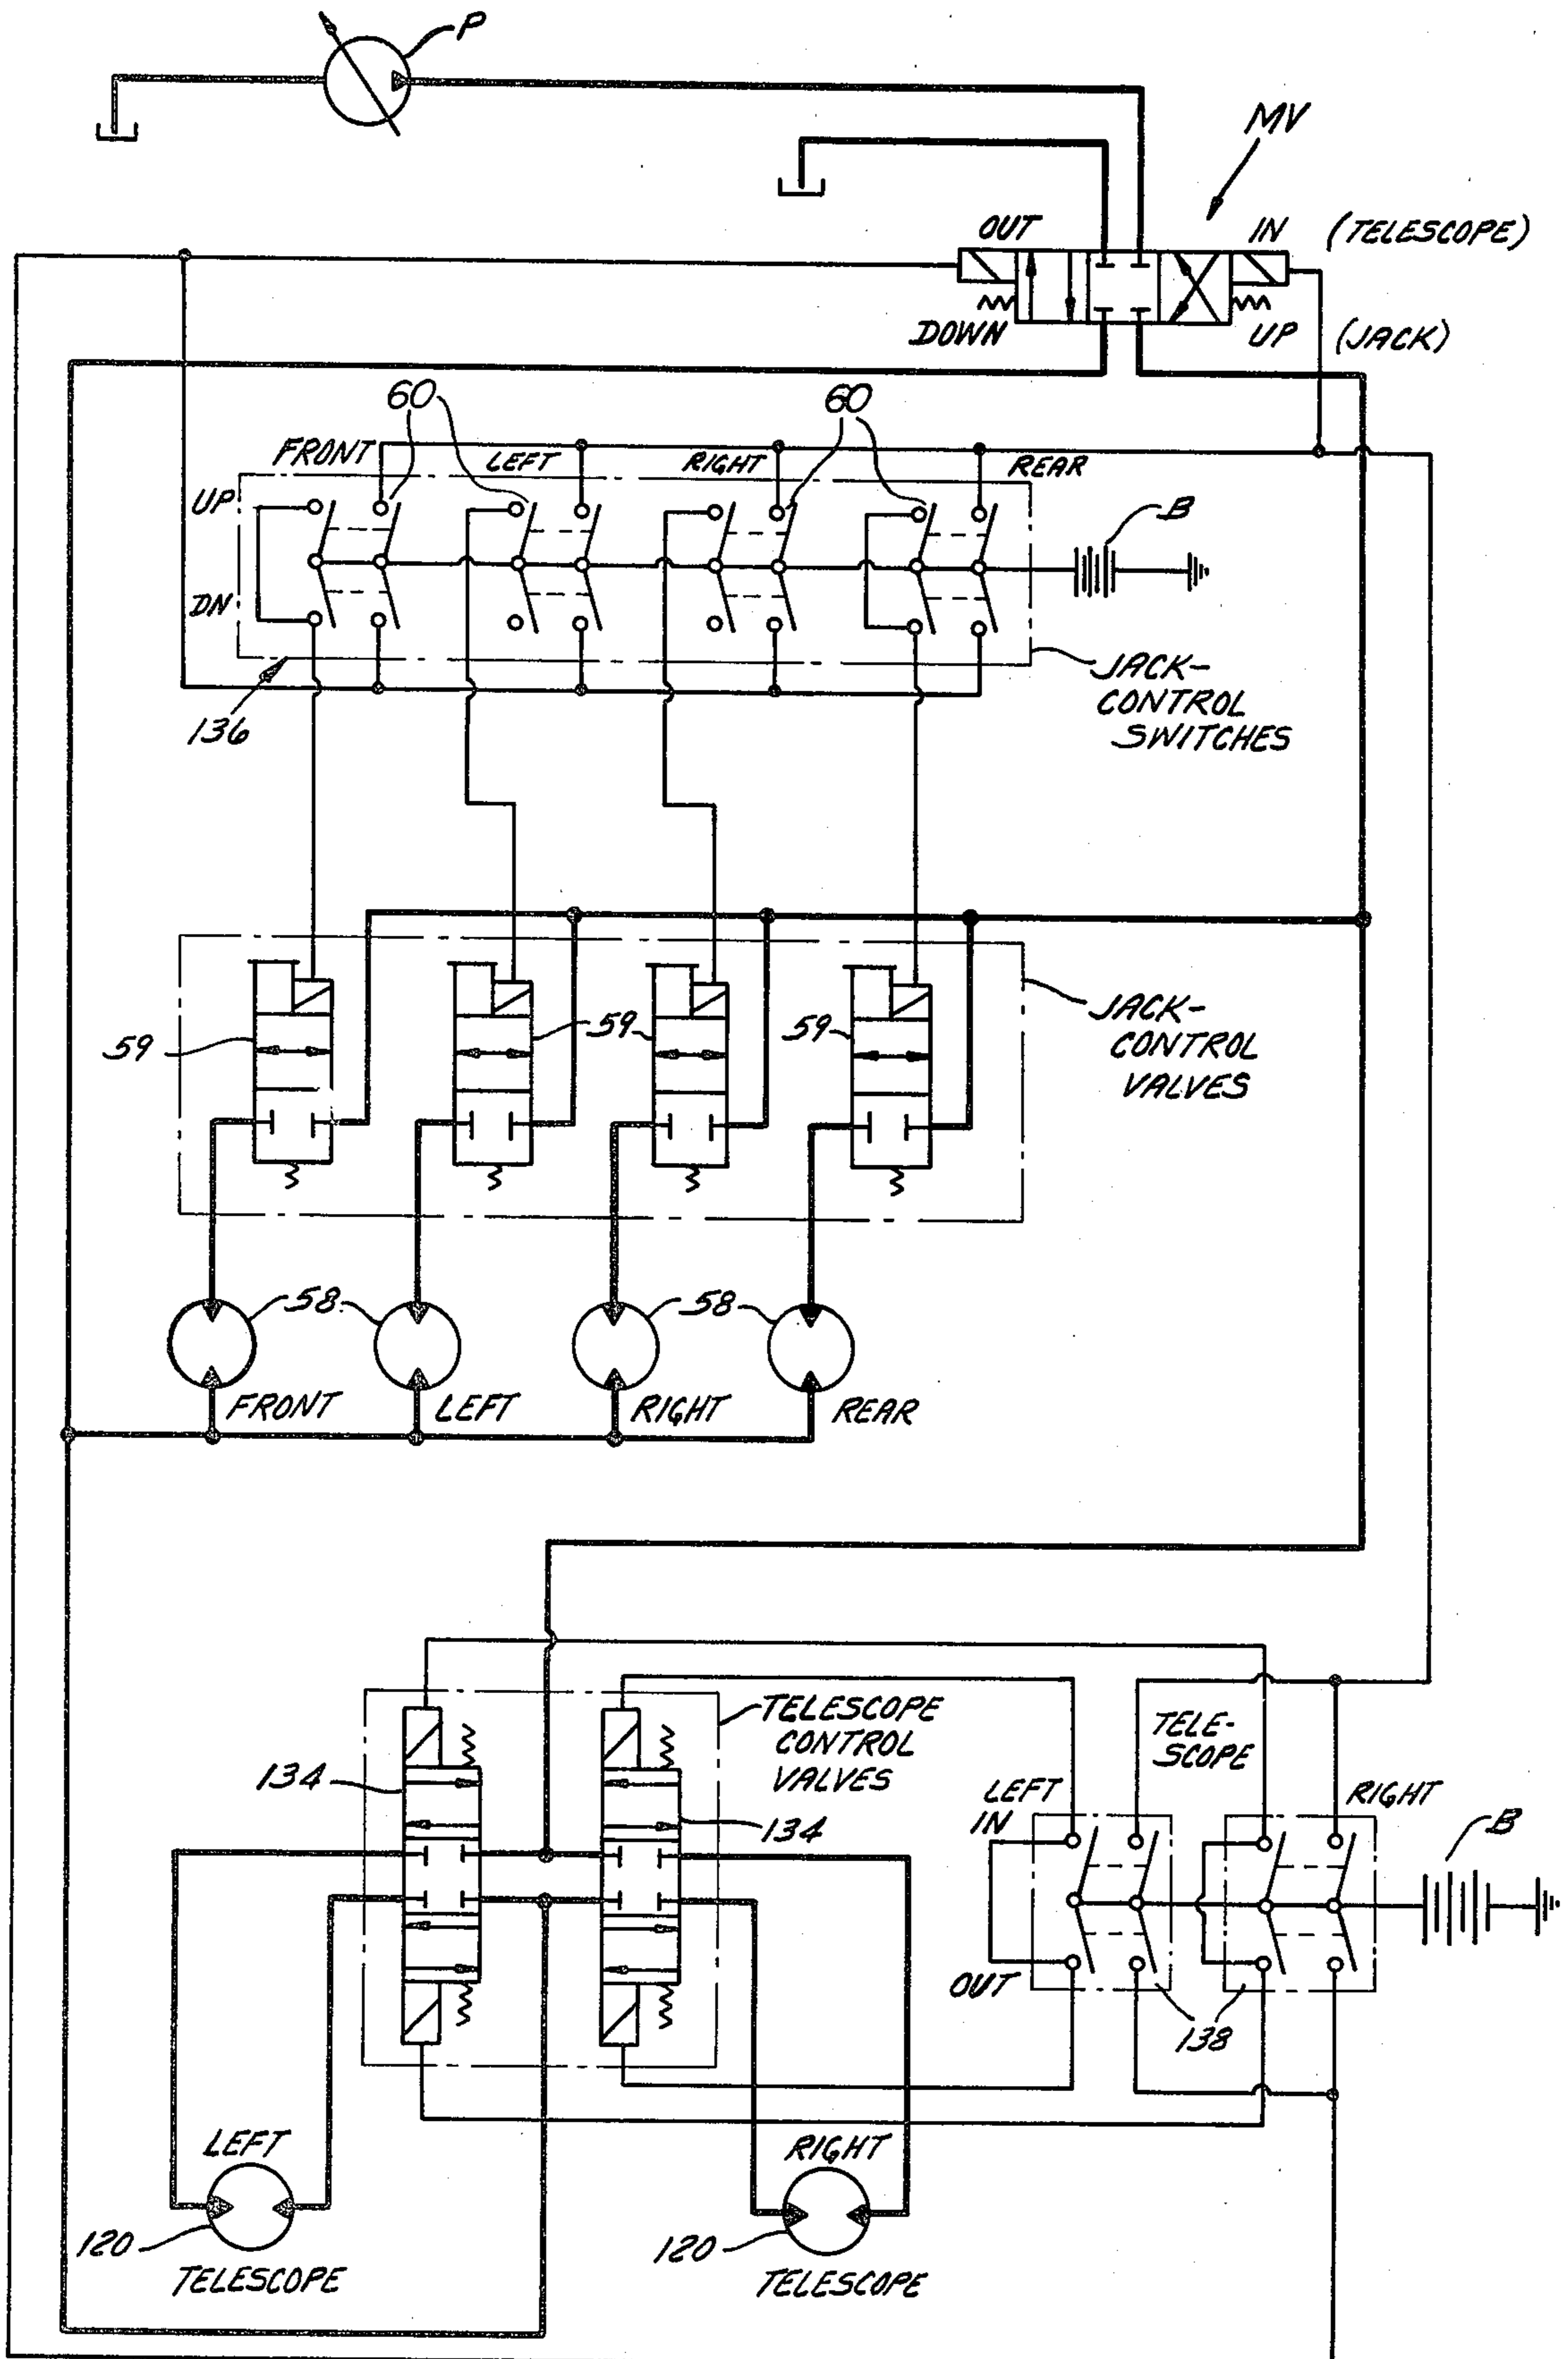 P
MV
OUT
IN
(TELESCOPE)
DOWN
UP
(JACK)
60
60
FRONT
LEFT
RIGHT
REAR
UP
B
DN
136
JACK-
CONTROL
SWITCHES
59
59
59
JACK-
CONTROL
VALVES
58
58
FRONT
LEFT
RIGHT
REAR
TELESCOPE
CONTROL
VALVES
TELE-
SCOPE
134
134
LEFT
IN
RIGHT
B
OUT
138
LEFT
RIGHT
120
120
TELESCOPE
TELESCOPE